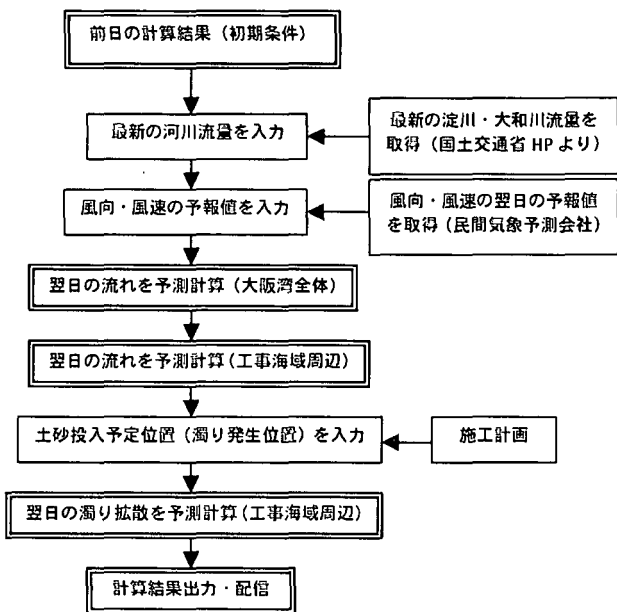 前日の計算結果（初期条件）
最新の河川流量を入力
最新の淀川・大和川流量を
取得（国土交通省 HP より）
風向・風速の予報値を入力
風向・風速の翌日の予報値
を取得（民間気象予測会社）
翌日の流れを予測計算（大阪湾全体）
翌日の流れを予測計算（工事海域周辺）
土砂投入予定位置（濁り発生位置）を入力
施工計画
翌日の濁り拡散を予測計算（工事海域周辺）
計算結果出力・配信